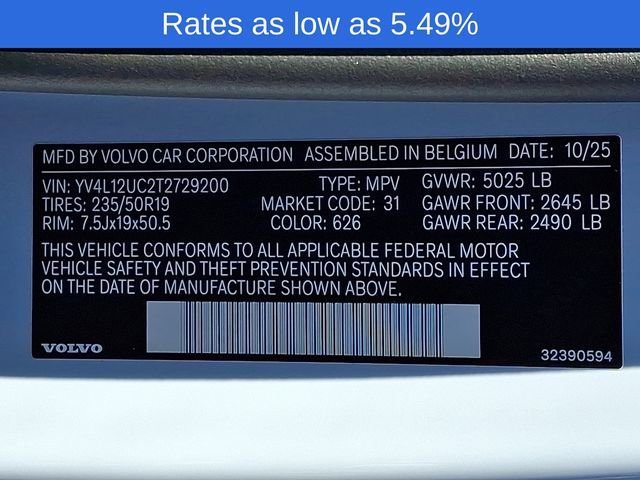 Rates as low as 5.49%
MFD BY VOLVO CAR CORPORATION ASSEMBLED IN BELGIUM DATE: 10/25
VIN: YV4L12UC2T2729200 TYPE: MPV GVWR: 5025 LB
TIRES: 235/50R19 MARKET CODE: 31 GAWR FRONT: 2645 LB
RIM: 7.5Jx19x50.5 COLOR: 626 GAWR REAR: 2490 LB
THIS VEHICLE CONFORMS TO ALL APPLICABLE FEDERAL MOTOR
VEHICLE SAFETY AND THEFT PREVENTION STANDARDS IN EFFECT
ON THE DATE OF MANUFACTURE SHOWN ABOVE.
VOLVO 32390594